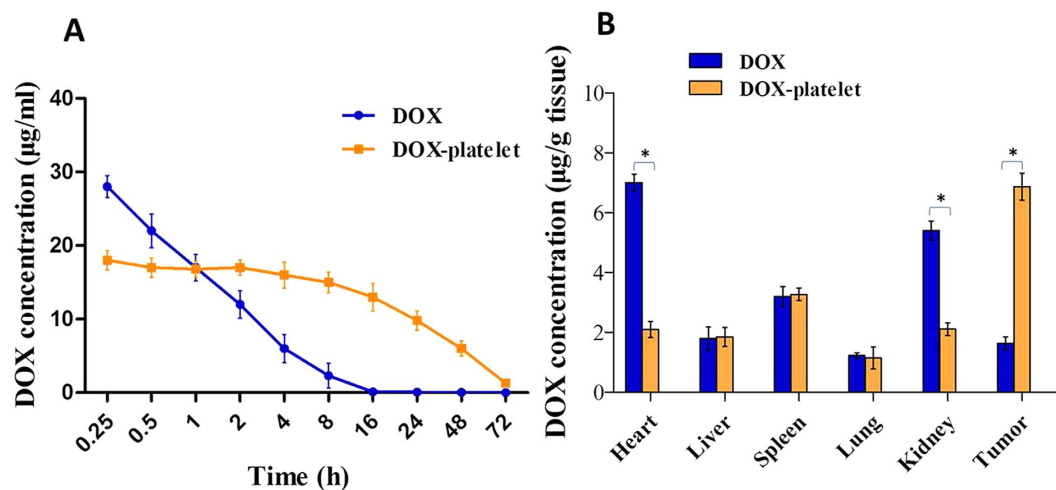 A
DOX concentration (μg/ml)
40
30
20
10
0
DOX
DOX-platelet
0.25
0.5
1
2
4
8
16
24
48
72
Time (h)
B
DOX concentration (μg/g tissue)
DOX
DOX-platelet
10
8
6
4
2
0
*
*
*
Heart
Liver
Spleen
Lung
Kidney
Tumor